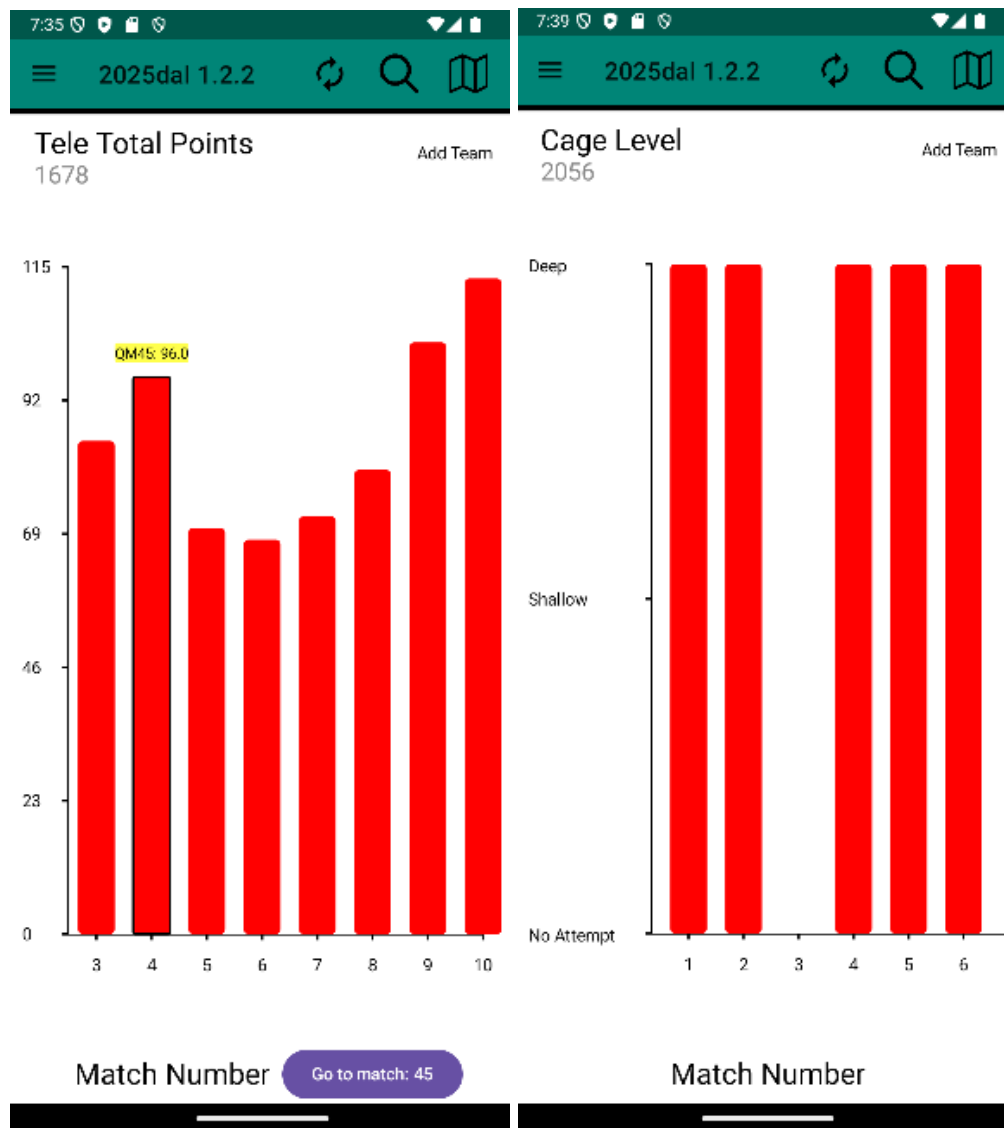 7:35
2025dal 1.2.2
Tele Total Points
1678
Add Team
115
QM45: 96.0
92
69
46
23
0
3 4 5 6 7 8 9 10
Match Number
Go to match: 45
7:39
2025dal 1.2.2
Cage Level
2056
Add Team
Deep
Shallow
No Attempt
1 2 3 4 5 6
Match Number